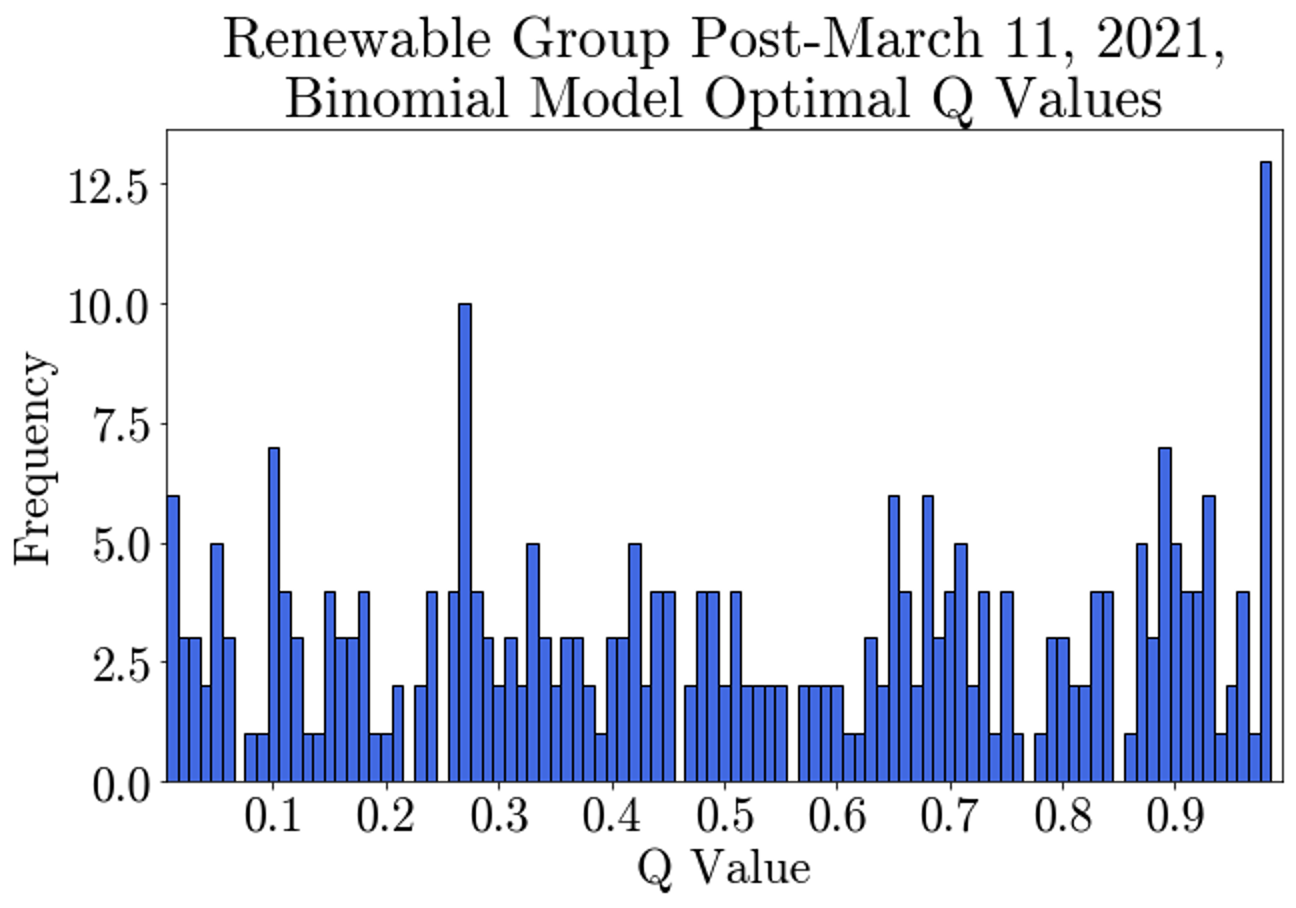 Renewable Group Post-March 11, 2021,
Binomial Model Optimal Q Values
12.5
10.0
7.5
5.0
2.5
0.0
Frequency
0.1 0.2 0.3 0.4 0.5 0.6 0.7 0.8 0.9
Q Value